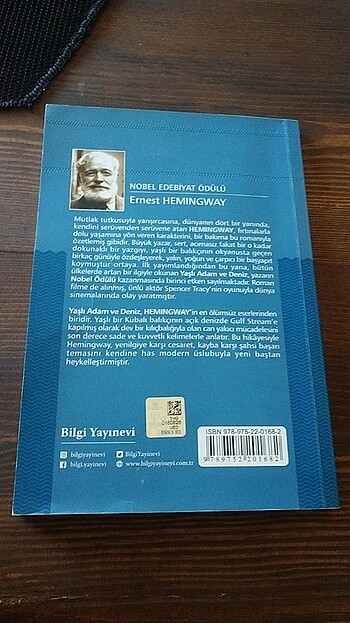 NOBEL EDEBİYAT ÖDÜLÜ
Ernest HEMINGWAY
Mutlak tutkusuyla yarışırcasına, dünyanın dört bir yanında,
kendini serüvenden serüvene atan HEMINGWAY, fırtınalarla
dolu yaşamına yön veren karakterini, bir bakıma bu romanıyla
özetlemiş gibidir. Büyük yazar, sert, acımasız fakat bir o kadar
dokunaklı bir yazgıyı, yaşlı bir balıkçının okyanusta geçen
birkaç günüyle özdeşleyerek, yalın, yoğun ve çarpıcı bir başyapıt
koymuştur ortaya. İlk yayımlandığından bu yana, bütün
ülkelerde artan bir ilgiyle okunan Yaşlı Adam ve Deniz, yazarın
Nobel Ödülü kazanmasında birinci etken sayılmaktadır. Roman
filme de alınmış, ünlü aktör Spencer Tracy'nin oyunuyla dünya
sinemalarında olay yaratmıştır.
Yaşlı Adam ve Deniz, HEMINGWAY'in en ölümsüz eserlerinden
biridir. Yaşlı bir Kübalı balıkçının açık denizde Gulf Stream'e
kapılmış olarak dev bir kılıçbalığıyla olan can yakıcı mücadelesini
son derece sade ve kuvvetli kelimelerle anlatır. Bu hikâyesiyle
Hemingway, yenilgiye karşı cesaret, kayba karşı şahsi başarı
temasını kendine has modern üslubuyla yeni baştan
heykelleştirmiştir.
Bilgi Yayınevi
bilgiyayinevi
BilgiYayinevi
bilgiyayinevi
www.bilgiyayinevi.com.tr
ISBN 978-975-22-0168-2
9 789752 201682